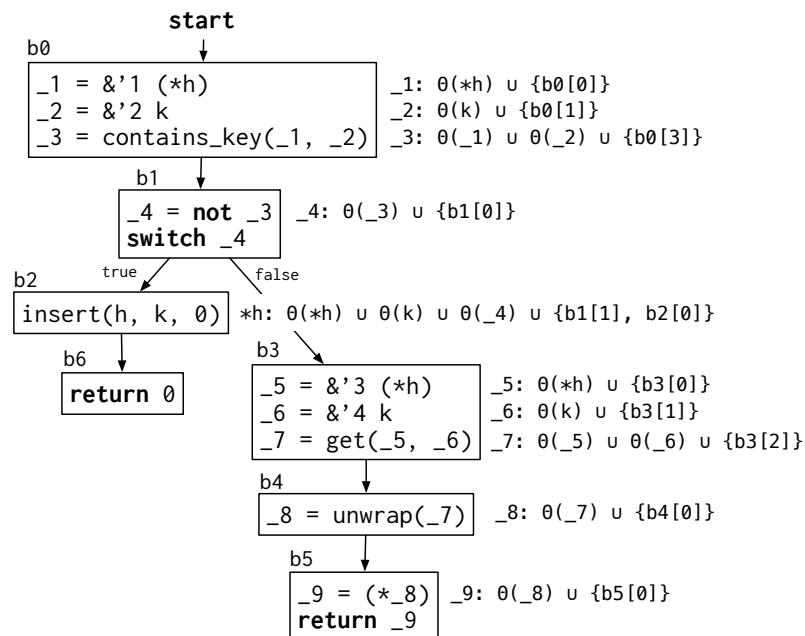 start
b0
_1 = &’1 (*h) _1: θ(*h) ∪ {b0[0]}
_2 = &’2 k _2: θ(k) ∪ {b0[1]}
_3 = contains_key(_1, _2) _3: θ(_1) ∪ θ(_2) ∪ {b0[3]}
b1
_4 = not _3 _4: θ(_3) ∪ {b1[0]}
switch _4
true false
b2
insert(h, k, 0) *h: θ(*h) ∪ θ(k) ∪ θ(_4) ∪ {b1[1], b2[0]}
b6
return 0
b3
_5 = &’3 (*h) _5: θ(*h) ∪ {b3[0]}
_6 = &’4 k _6: θ(k) ∪ {b3[1]}
_7 = get(_5, _6) _7: θ(_5) ∪ θ(_6) ∪ {b3[2]}
b4
_8 = unwrap(_7) _8: θ(_7) ∪ {b4[0]}
b5
_9 = (*_8) _9: θ(_8) ∪ {b5[0]}
return _9